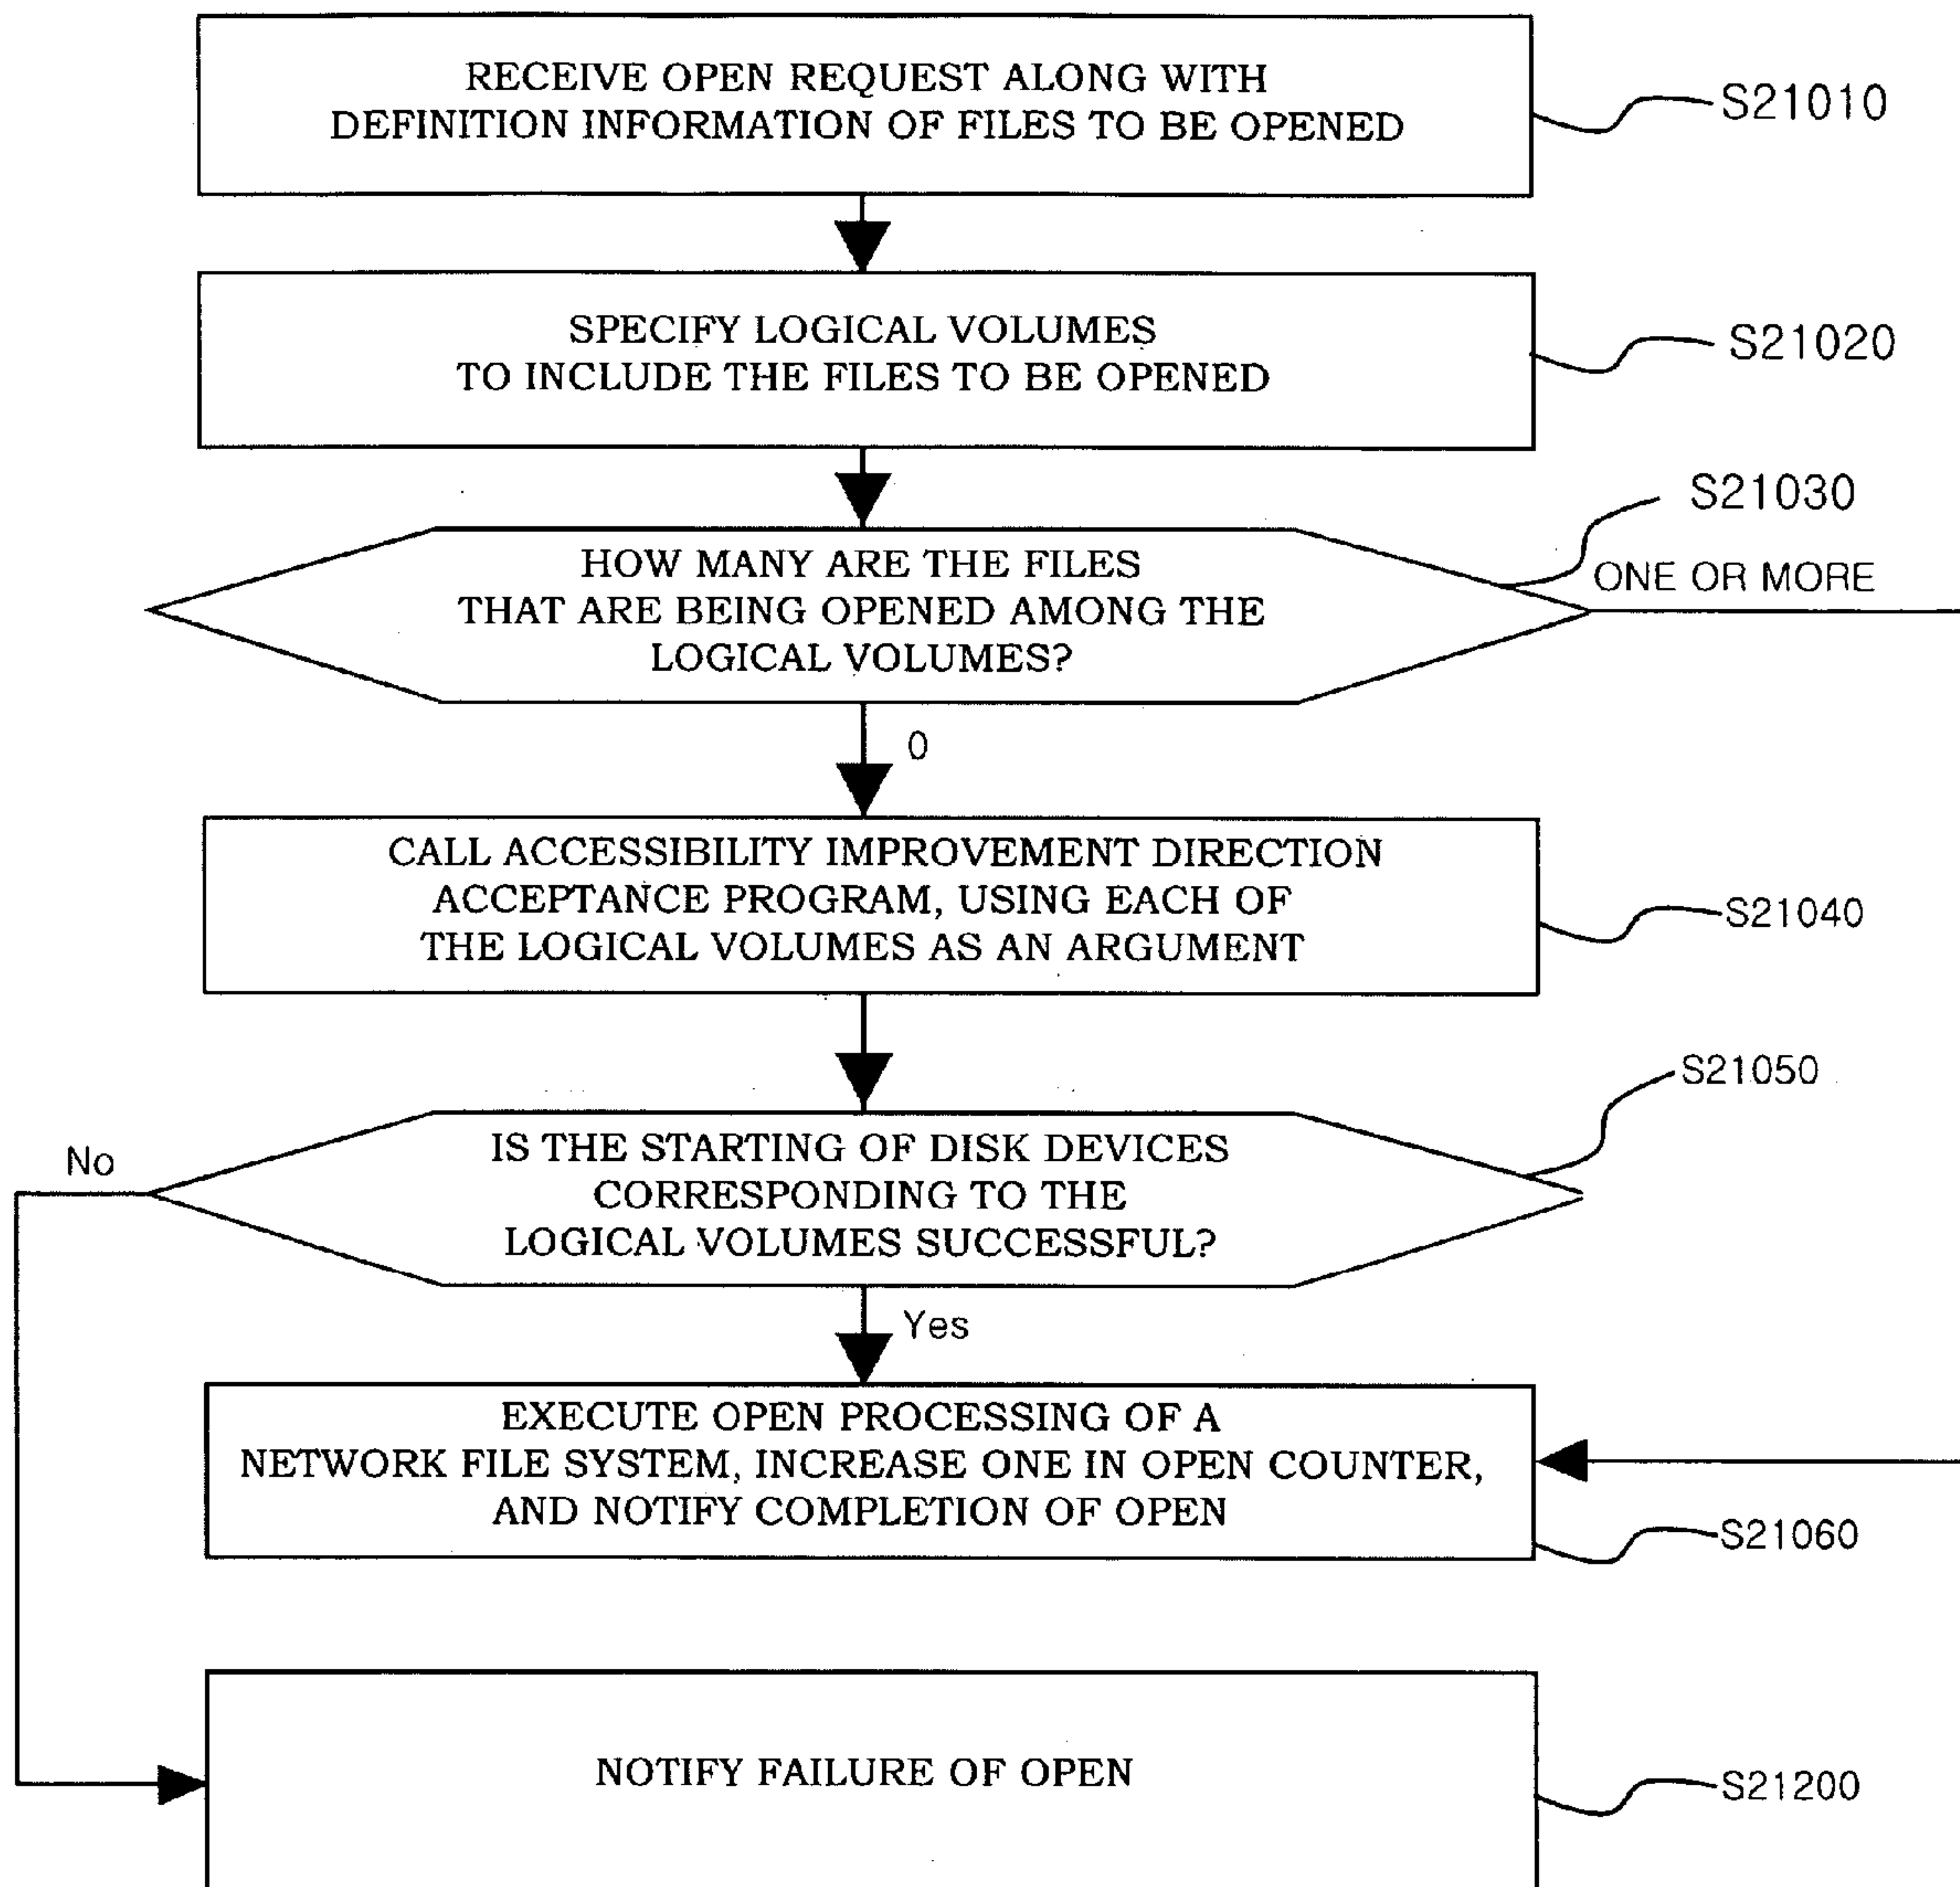 RECEIVE OPEN REQUEST ALONG WITH
DEFINITION INFORMATION OF FILES TO BE OPENED
S21010
SPECIFY LOGICAL VOLUMES
TO INCLUDE THE FILES TO BE OPENED
S21020
S21030
HOW MANY ARE THE FILES
THAT ARE BEING OPENED AMONG THE
LOGICAL VOLUMES?
ONE OR MORE
0
CALL ACCESSIBILITY IMPROVEMENT DIRECTION
ACCEPTANCE PROGRAM, USING EACH OF
THE LOGICAL VOLUMES AS AN ARGUMENT
S21040
S21050
No
IS THE STARTING OF DISK DEVICES
CORRESPONDING TO THE
LOGICAL VOLUMES SUCCESSFUL?
Yes
EXECUTE OPEN PROCESSING OF A
NETWORK FILE SYSTEM, INCREASE ONE IN OPEN COUNTER,
AND NOTIFY COMPLETION OF OPEN
S21060
NOTIFY FAILURE OF OPEN
S21200